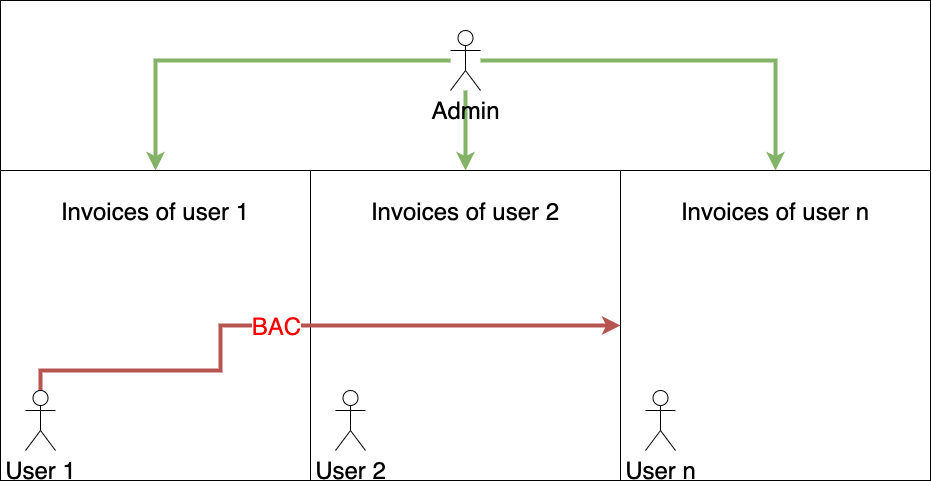 Admin
Invoices of user 1
Invoices of user 2
Invoices of user n
BAC
User 1
User 2
User n